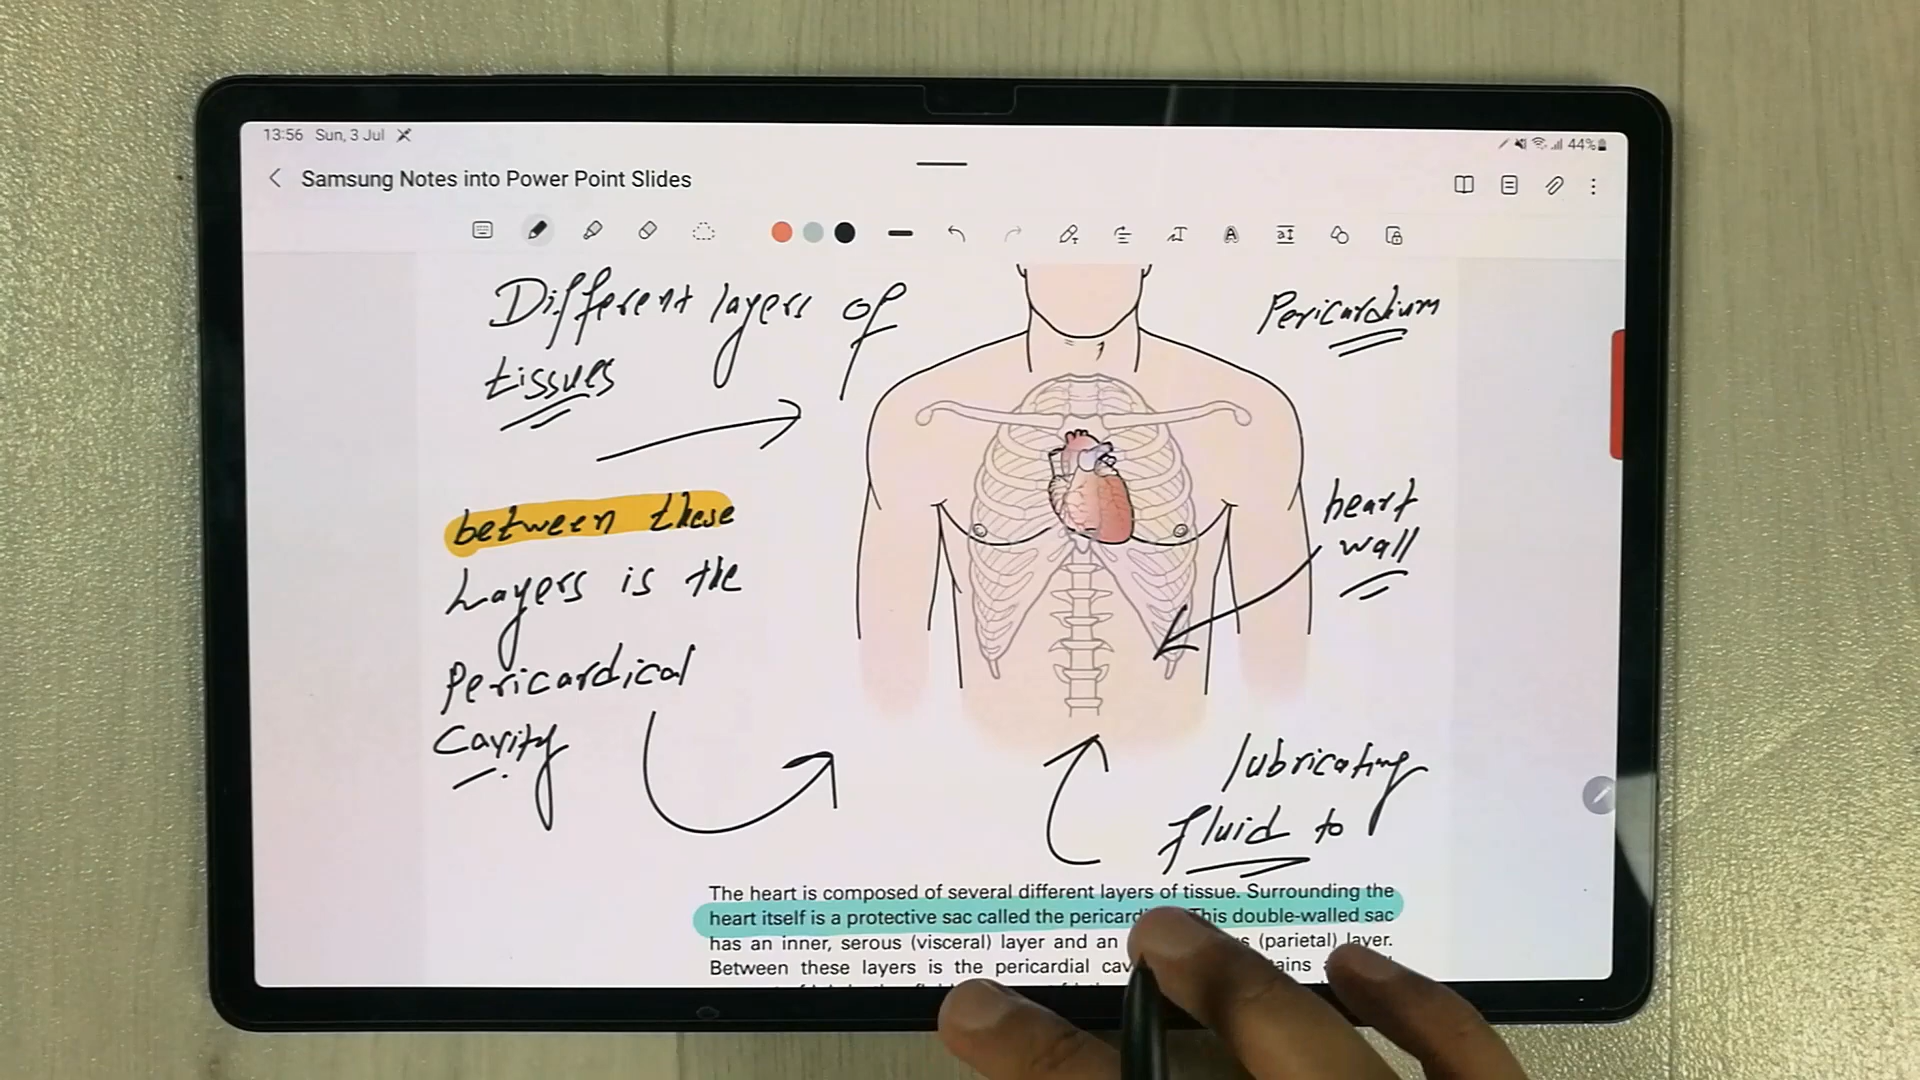 13:56 Sun, 3 Jul
44%
Samsung Notes into Power Point Slides
Different layers of
tissues
Pericardium
between these
Layers is the
Pericardical
Cavity
heart
wall
lubricating
fluid to
The heart is composed of several different layers of tissue. Surrounding the
heart itself is a protective sac called the This double-walled sac
has an inner, serous (visceral) layer and an (parietal) layer.
Between these layers is the pericardial